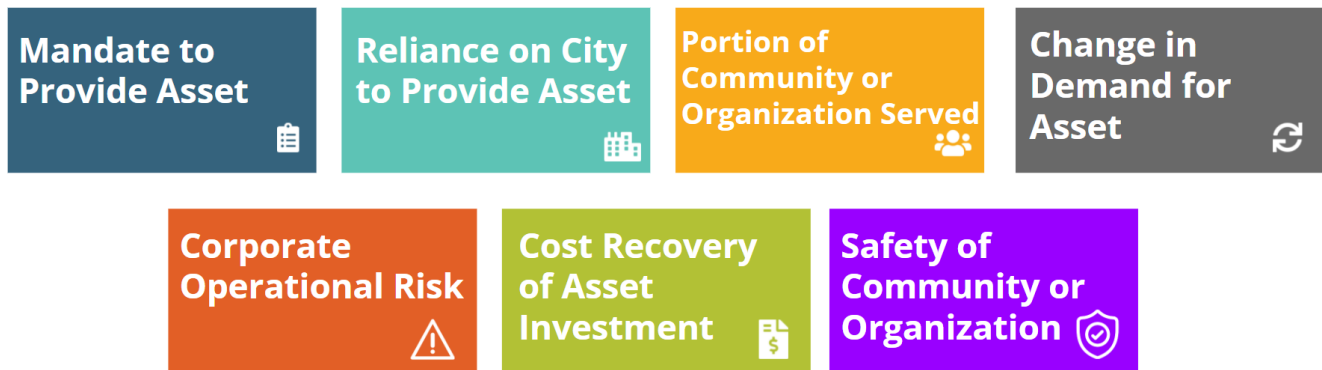 Mandate to
Provide Asset
Reliance on City
to Provide Asset
Portion of
Community or
Organization Served
Change in
Demand for
Asset
Corporate
Operational Risk
Cost Recovery
of Asset
Investment
Safety of
Community or
Organization